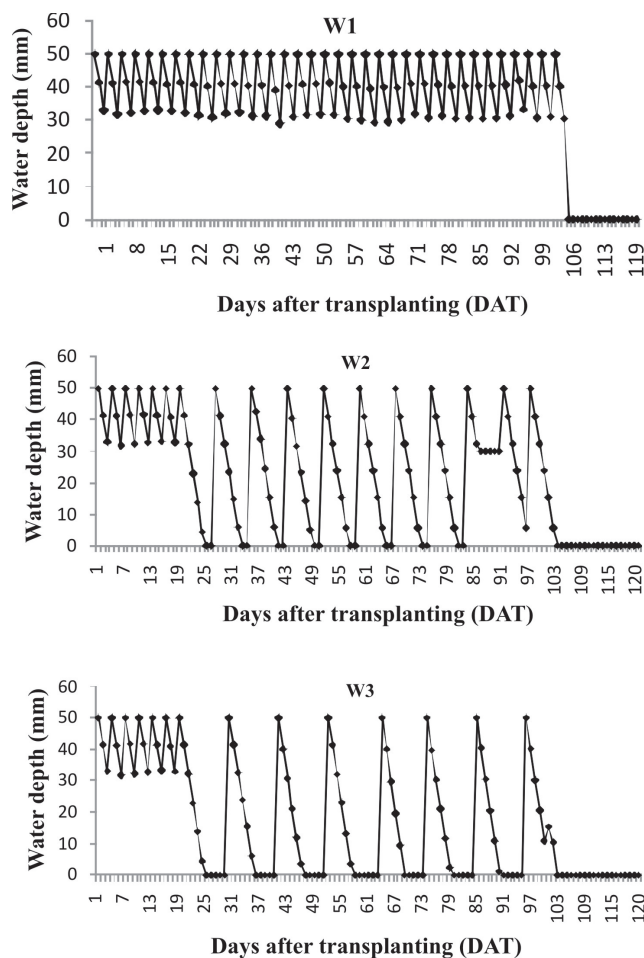 W1
Water depth (mm)
60
50
40
30
20
10
0
1 8 15 22 29 36 43 50 57 64 71 78 85 92 99 106 113 119
Days after transplanting (DAT)
W2
Water depth (mm)
60
50
40
30
20
10
0
1 7 13 19 25 31 37 43 49 55 61 67 73 79 85 91 97 103 109 115 120
Days after transplanting (DAT)
W3
Water depth (mm)
60
50
40
30
20
10
0
1 7 13 19 25 31 37 43 49 55 61 67 73 79 85 91 97 103 109 115 120
Days after transplanting (DAT)